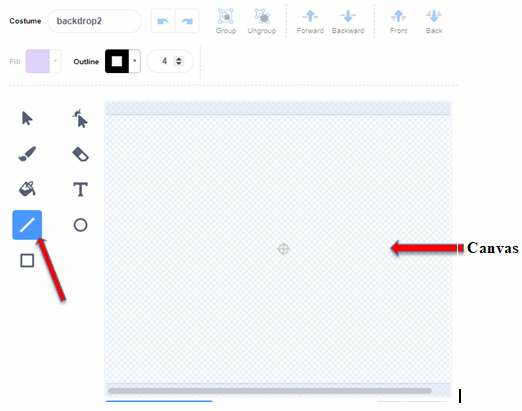 Costume backdrop2
Group Ungroup Forward Backward Front Back
Fill Outline 4
T
Canvas